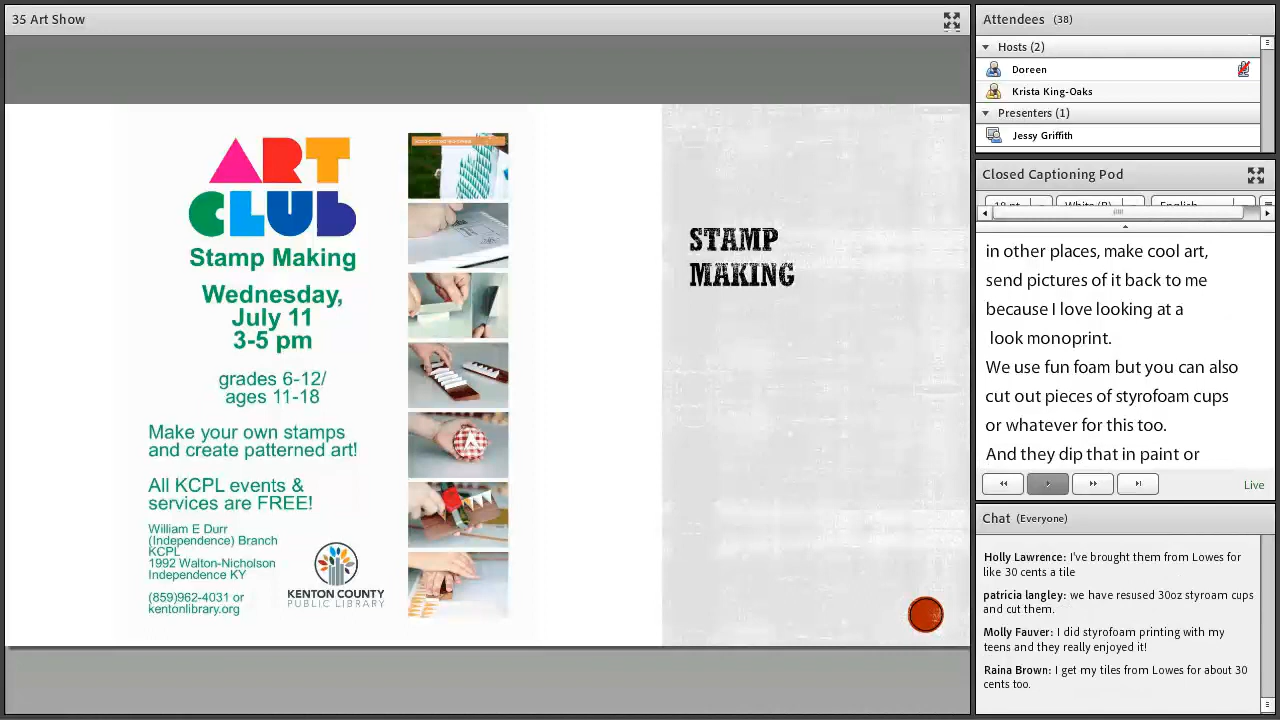 35 Art Show
ART
CLUb
Stamp Making
Wednesday,
July 11
3-5 pm
grades 6-12/
ages 11-18
Make your own stamps
and create patterned art!
All KCPL events &
services are FREE!
William E Durr
(Independence) Branch
KCPL
1992 Walton-Nicholson
Independence KY
(859)962-4031 or
kentonlibrary.org
KENTON COUNTY
PUBLIC LIBRARY
STAMP
MAKING
Attendees (38)
Hosts (2)
Doreen
Krista King-Oaks
Presenters (1)
Jessy Griffith
Closed Captioning Pod
English
in other places, make cool art,
send pictures of it back to me
because I love looking at a
look monoprint.
We use fun foam but you can also
cut out pieces of styrofoam cups
or whatever for this too.
And they dip that in paint or
Live
Chat (Everyone)
Holly Lawrence: I've brought them from Lowes for
like 30 cents a tile
patricia langley: we have resused 30oz styroam cups
and cut them.
Molly Fauver: I did styrofoam printing with my
teens and they really enjoyed it!
Raina Brown: I get my tiles from Lowes for about 30
cents too.